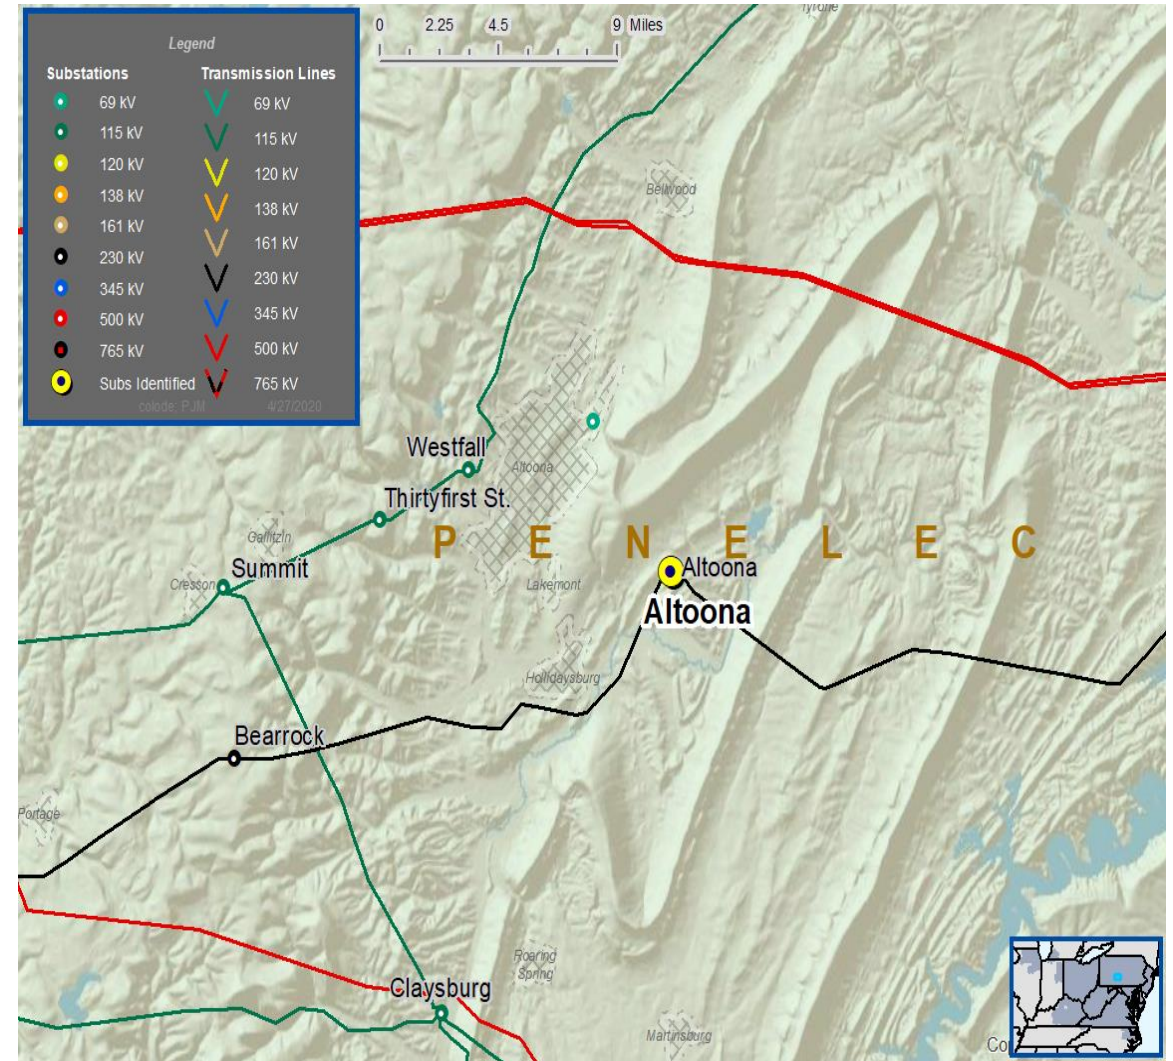 Legend
Substations
69 kV
115 kV
120 kV
138 kV
161 kV
230 kV
345 kV
500 kV
765 kV
Subs Identified
Transmission Lines
69 kV
115 kV
120 kV
138 kV
161 kV
230 kV
345 kV
500 kV
765 kV
colode; PJM 4/27/2020
0 2.25 4.5 9 Miles
Tyrone
Bellwood
Westfall
Altoona
Thirtyfirst St.
PENELEC
Gallitzin
Summit
Cresson
Lakemont
Altoona
Altoona
Hollidaysburg
Bearrock
Portage
Roaring
Spring
Claysburg
Martinsburg
Co